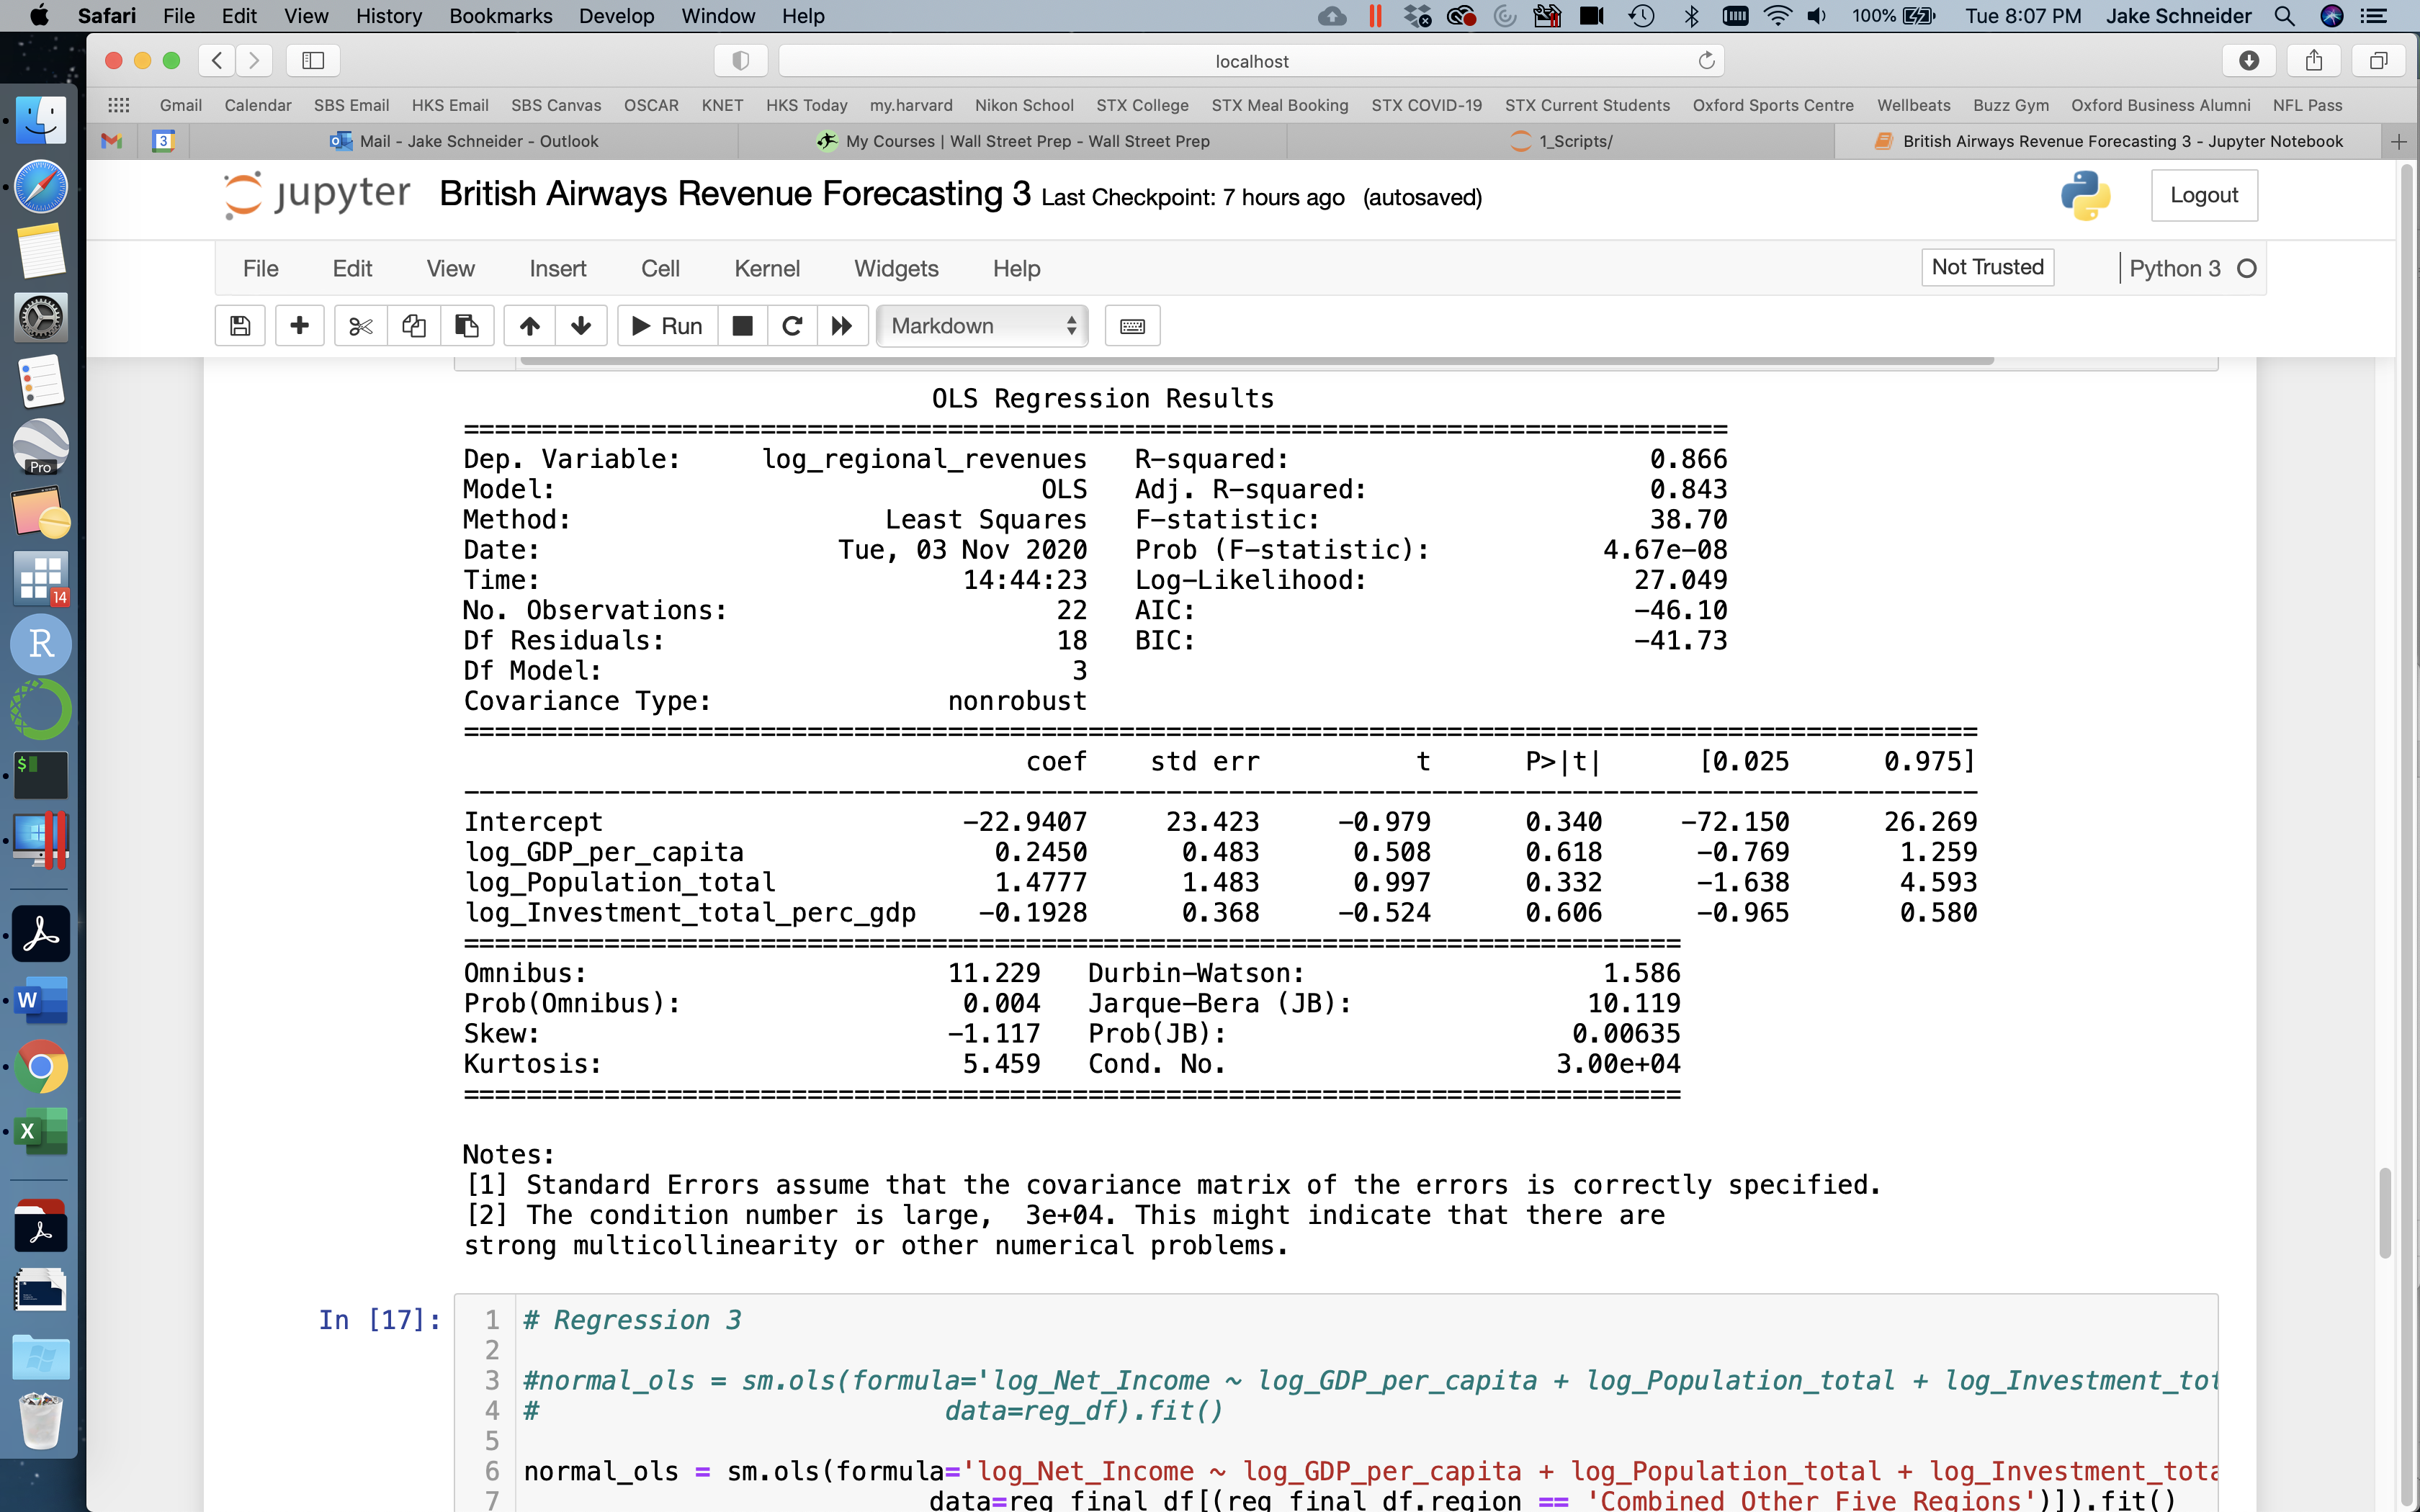 Safari File Edit View History Bookmarks Develop Window Help 100% Tue 8:07 PM Jake Schneider
localhost
Gmail Calendar SBS Email HKS Email SBS Canvas OSCAR KNET HKS Today my.harvard Nikon School STX College STX Meal Booking STX COVID-19 STX Current Students Oxford Sports Centre Wellbeats Buzz Gym Oxford Business Alumni NFL Pass
3 Mail - Jake Schneider - Outlook My Courses | Wall Street Prep - Wall Street Prep 1_Scripts/ British Airways Revenue Forecasting 3 - Jupyter Notebook
jupyter British Airways Revenue Forecasting 3 Last Checkpoint: 7 hours ago (autosaved) Logout
File Edit View Insert Cell Kernel Widgets Help Not Trusted Python 3
Run Markdown
Pro
14
R
$
W
X
OLS Regression Results
Dep. Variable: log_regional_revenues R-squared: 0.866
Model: OLS Adj. R-squared: 0.843
Method: Least Squares F-statistic: 38.70
Date: Tue, 03 Nov 2020 Prob (F-statistic): 4.67e-08
Time: 14:44:23 Log-Likelihood: 27.049
No. Observations: 22 AIC: -46.10
Df Residuals: 18 BIC: -41.73
Df Model: 3
Covariance Type: nonrobust
coef std err t P>|t| [0.025 0.975]
Intercept -22.9407 23.423 -0.979 0.340 -72.150 26.269
log_GDP_per_capita 0.2450 0.483 0.508 0.618 -0.769 1.259
log_Population_total 1.4777 1.483 0.997 0.332 -1.638 4.593
log_Investment_total_perc_gdp -0.1928 0.368 -0.524 0.606 -0.965 0.580
Omnibus: 11.229 Durbin-Watson: 1.586
Prob(Omnibus): 0.004 Jarque-Bera (JB): 10.119
Skew: -1.117 Prob(JB): 0.00635
Kurtosis: 5.459 Cond. No. 3.00e+04
Notes:
[1] Standard Errors assume that the covariance matrix of the errors is correctly specified.
[2] The condition number is large, 3e+04. This might indicate that there are
strong multicollinearity or other numerical problems.
In [17]: 1 # Regression 3
2
3 #normal_ols = sm.ols(formula='log_Net_Income ~ log_GDP_per_capita + log_Population_total + log_Investment_tot
4 # data=reg_df).fit()
5
6 normal_ols = sm.ols(formula='log_Net_Income ~ log_GDP_per_capita + log_Population_total + log_Investment_tota
7 data=reg_final_df[(reg_final_df.region == 'Combined Other Five Regions')]).fit()